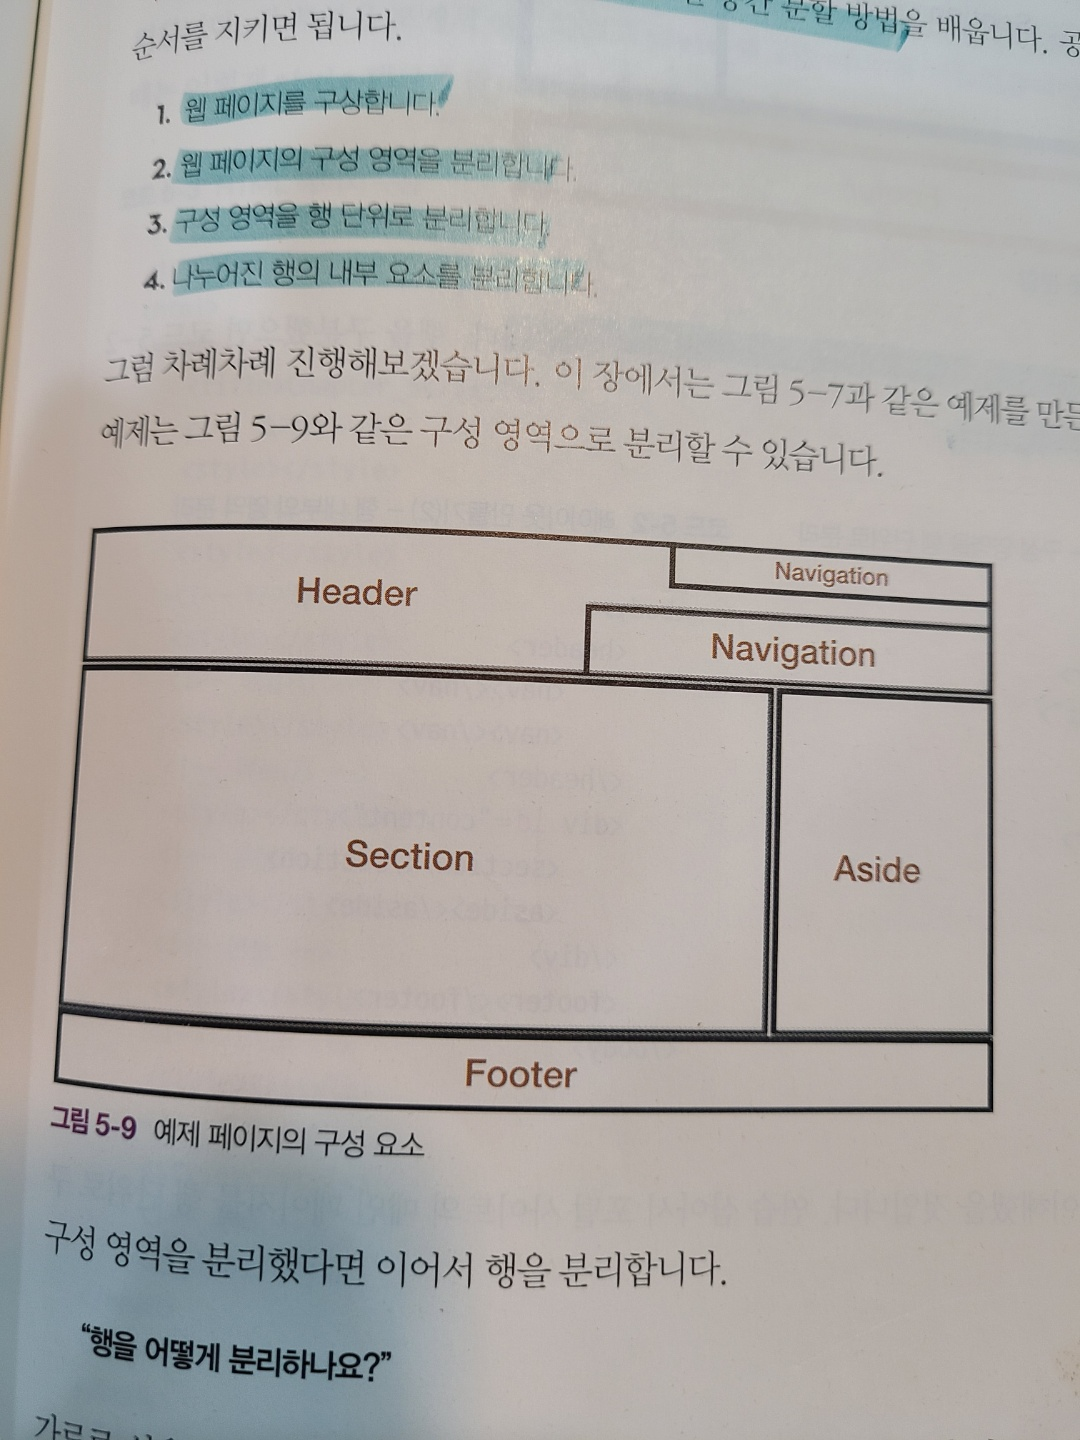 공간 분할 방법을 배웁니다.
순서를 지키면 됩니다.
1. 웹 페이지를 구상합니다.
2. 웹 페이지의 구성 영역을 분리합니다.
3. 구성 영역을 행 단위로 분리합니다.
4. 나누어진 행의 내부 요소를 분리합니다.
그럼 차례차례 진행해보겠습니다. 이 장에서는 그림 5-7과 같은 예제를
예제는 그림 5-9와 같은 구성 영역으로 분리할 수 있습니다.
Navigation
Header
Navigation
Section
Aside
Footer
그림 5-9 예제 페이지의 구성 요소
구성 영역을 분리했다면 이어서 행을 분리합니다.
“행을 어떻게 분리하나요?”